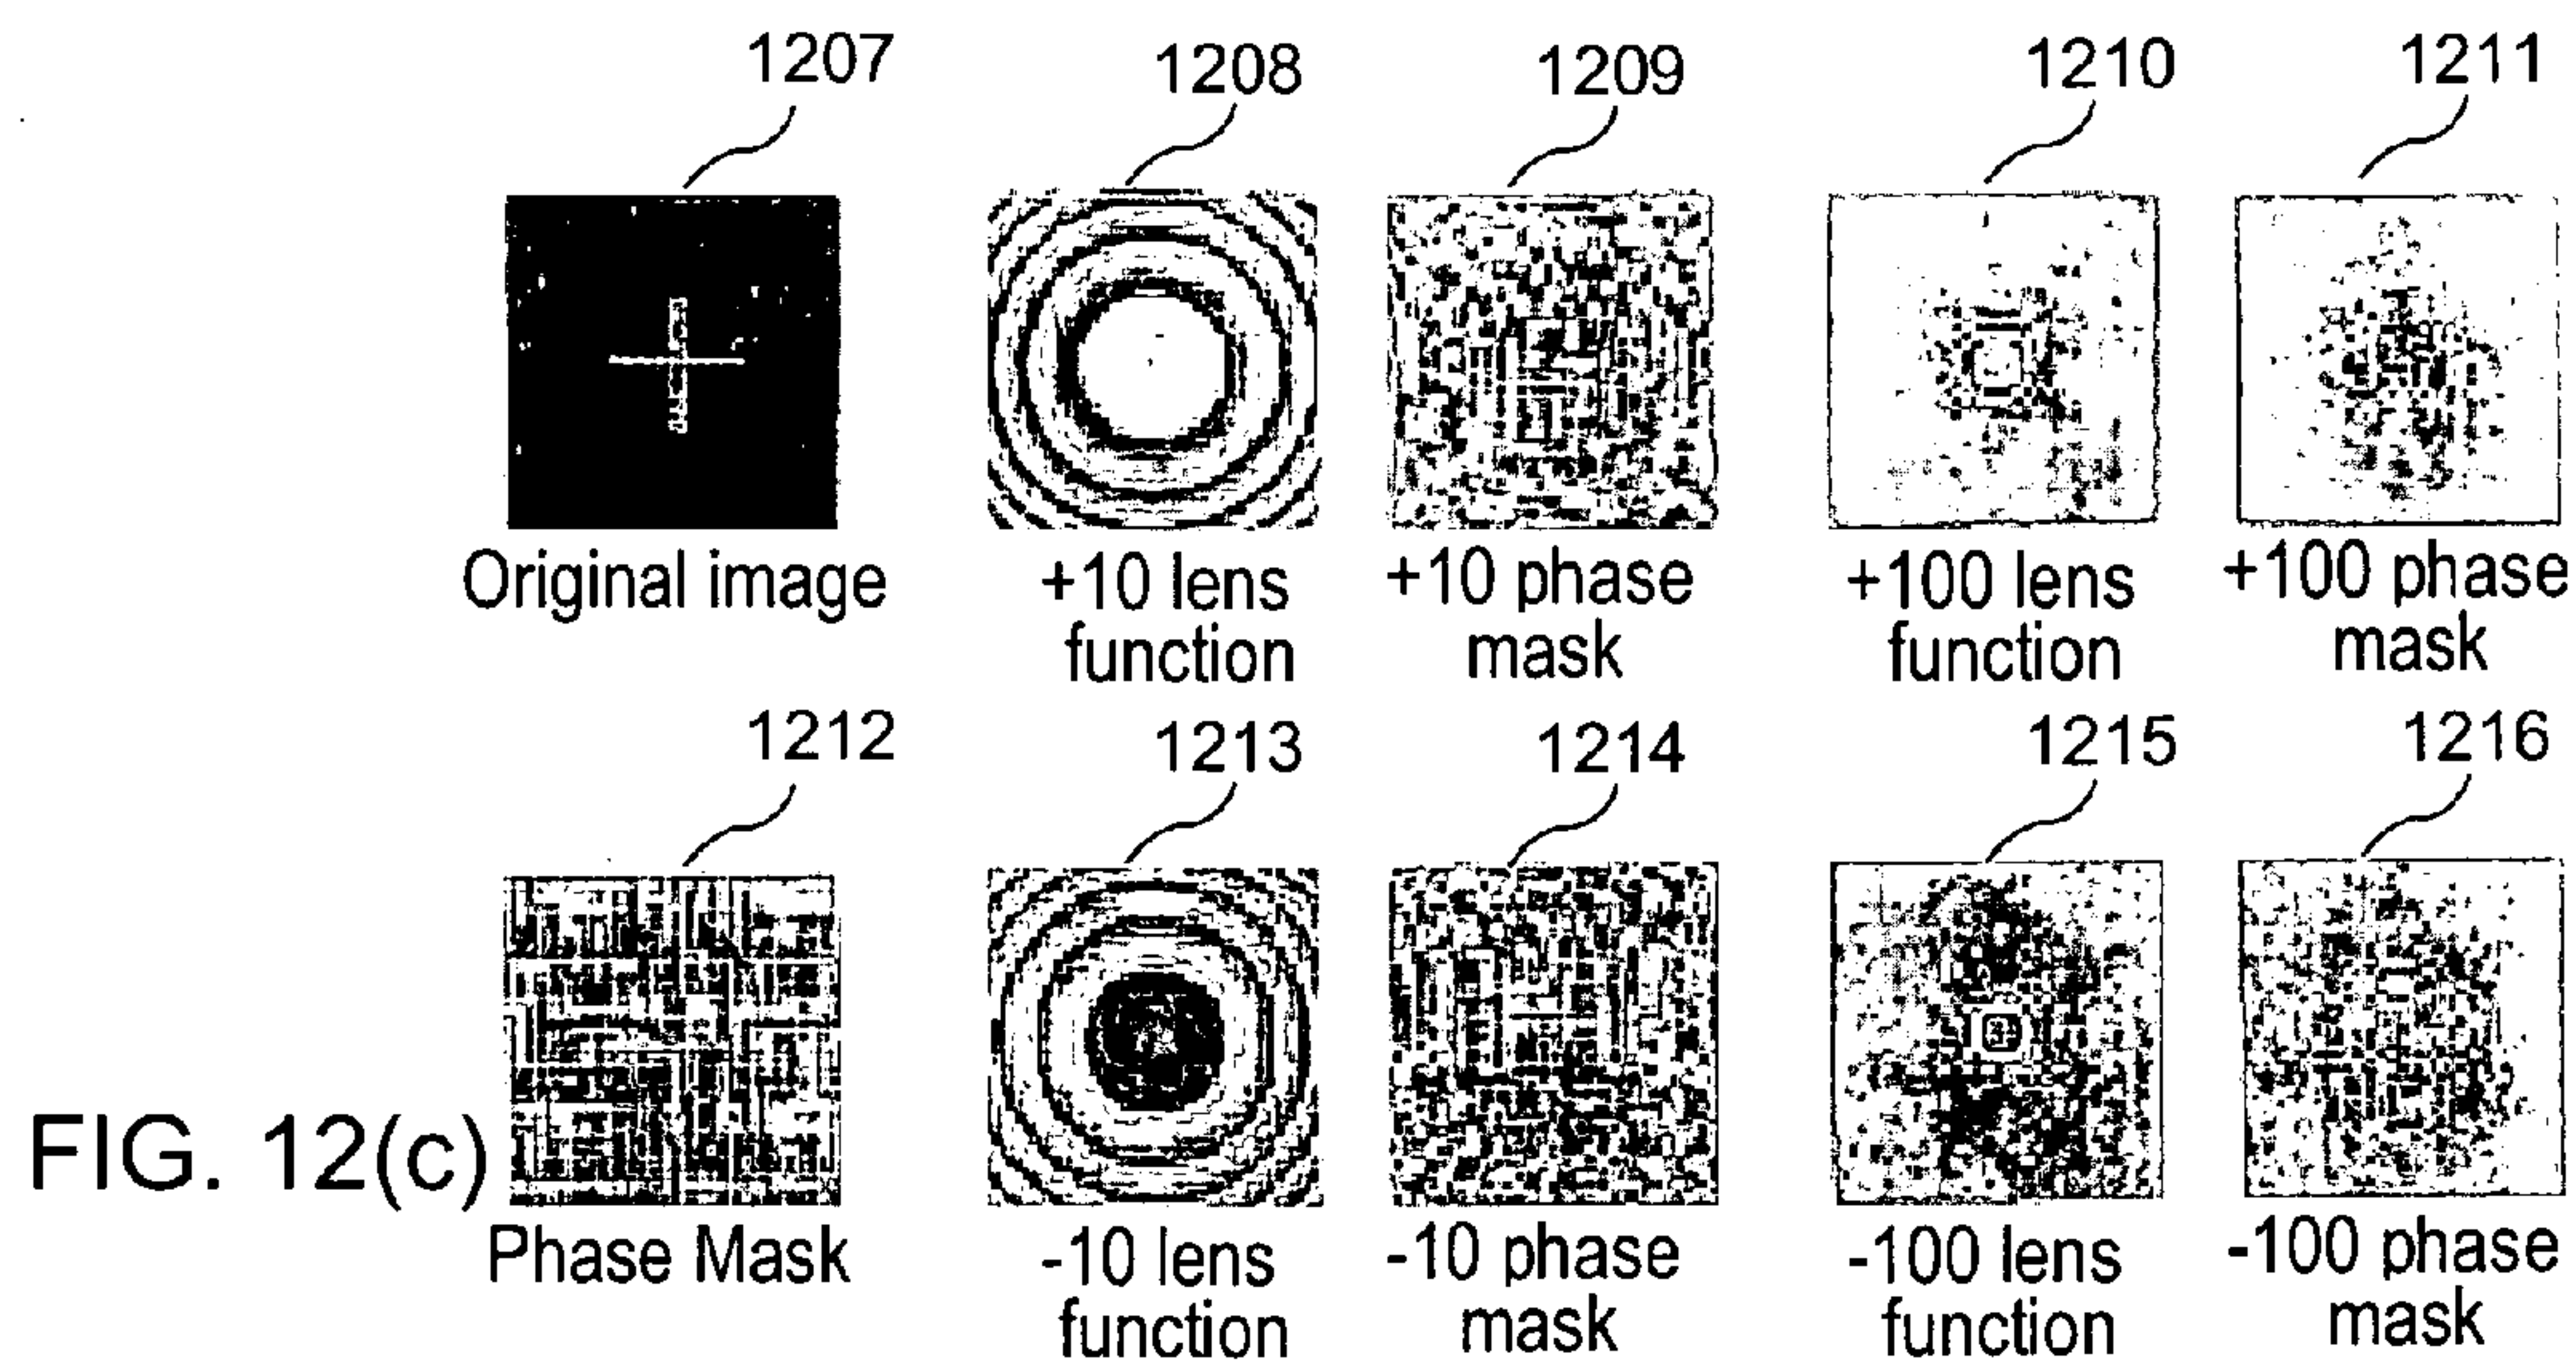 1207
1208
1209
1210
1211
Original image
+10 lens
function
+10 phase
mask
+100 lens
function
+100 phase
mask
1212
1213
1214
1215
1216
FIG. 12(c)
Phase Mask
-10 lens
function
-10 phase
mask
-100 lens
function
-100 phase
mask